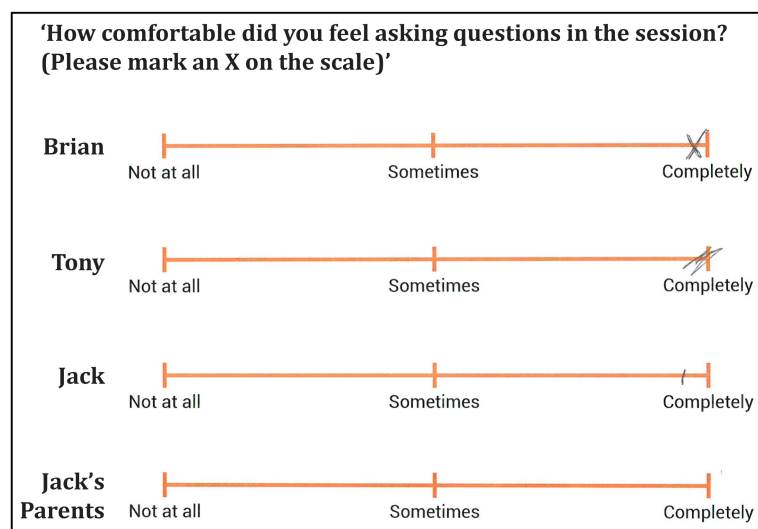 ‘How comfortable did you feel asking questions in the session?
(Please mark an X on the scale)’
Brian
Not at all Sometimes Completely
Tony
Not at all Sometimes Completely
Jack
Not at all Sometimes Completely
Jack’s
Parents
Not at all Sometimes Completely